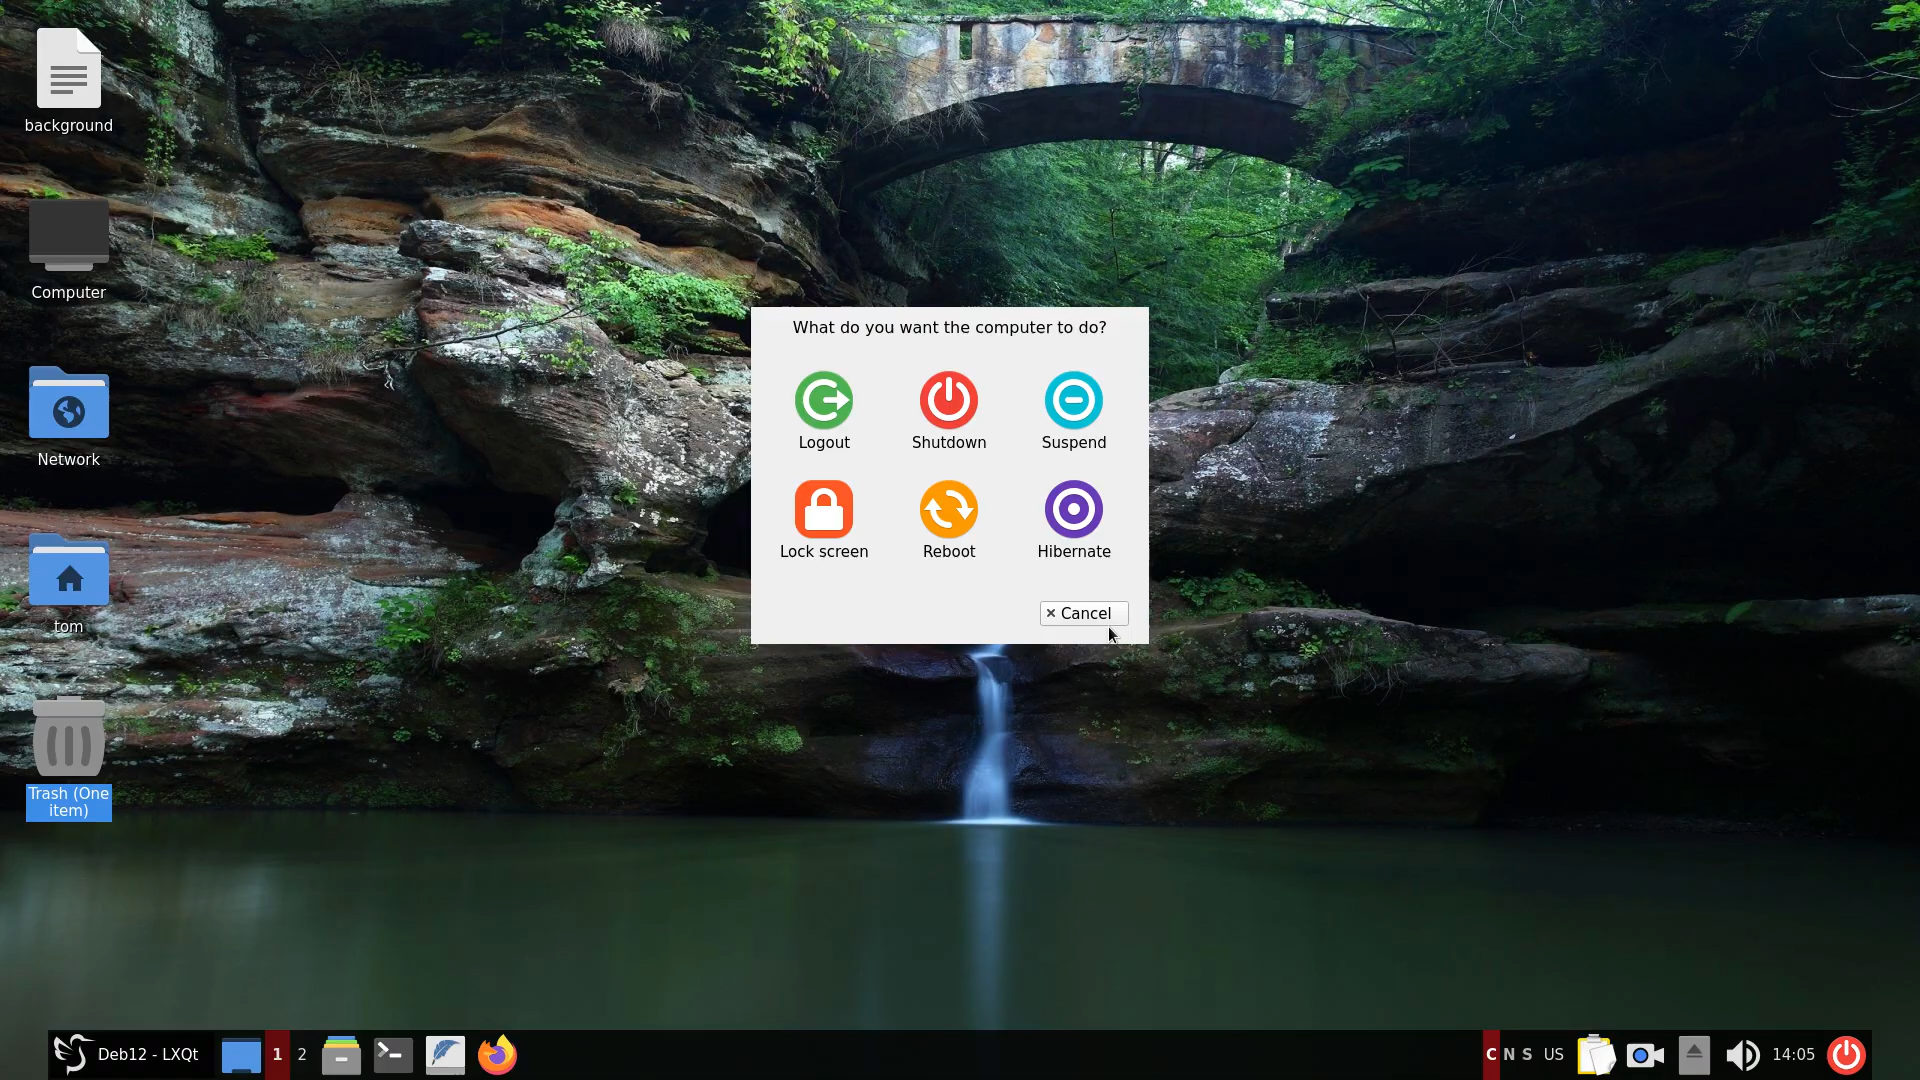 background
Computer
Network
tom
Trash (One
item)
What do you want the computer to do?
Logout
Shutdown
Suspend
Lock screen
Reboot
Hibernate
Cancel
Deb12 - LXQt
1
2
C N S
US
14:05